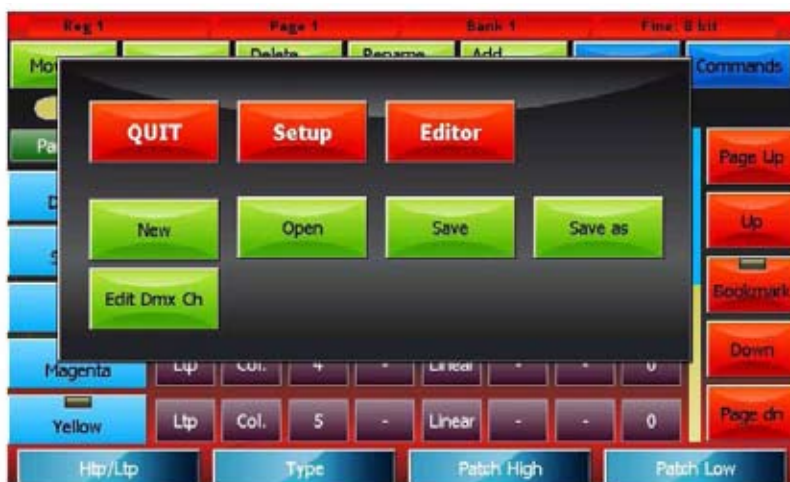 Reg 1 Page 1 Bank 1 Fine: 8 bit
Delete Rename Add Commands
QUIT Setup Editor
Page Up
New Open Save Save as
Up
Edit Dmx Ch
Bookmark
Magenta Ltp Col. 4 - Linear - - 0
Down
Yellow Ltp Col. 5 - Linear - - 0
Page dn
Htp/Ltp Type Patch High Patch Low